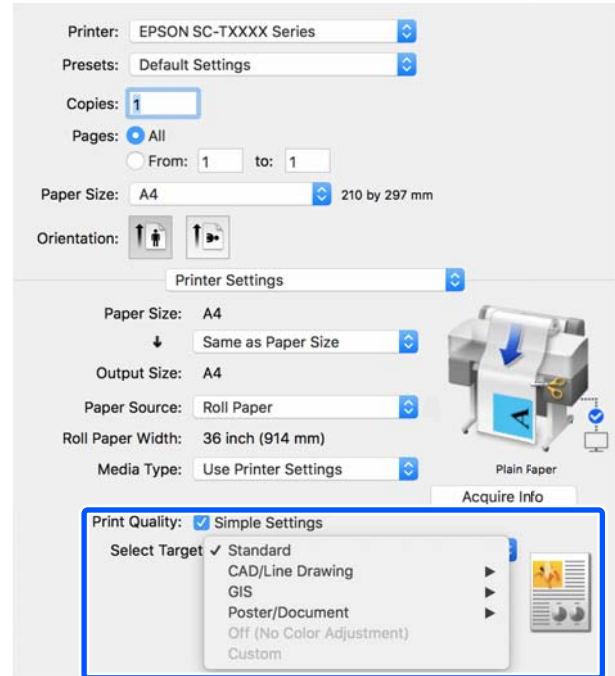 Printer: EPSON SC-TXXXX Series
Presets: Default Settings
Copies: 1
Pages: All
From: 1 to: 1
Paper Size: A4 210 by 297 mm
Orientation:
Printer Settings
Paper Size: A4
Same as Paper Size
Output Size: A4
Paper Source: Roll Paper
Roll Paper Width: 36 inch (914 mm)
Media Type: Use Printer Settings
Plain Paper
Acquire Info
Print Quality: Simple Settings
Select Target ✓ Standard
CAD/Line Drawing
GIS
Poster/Document
Off (No Color Adjustment)
Custom